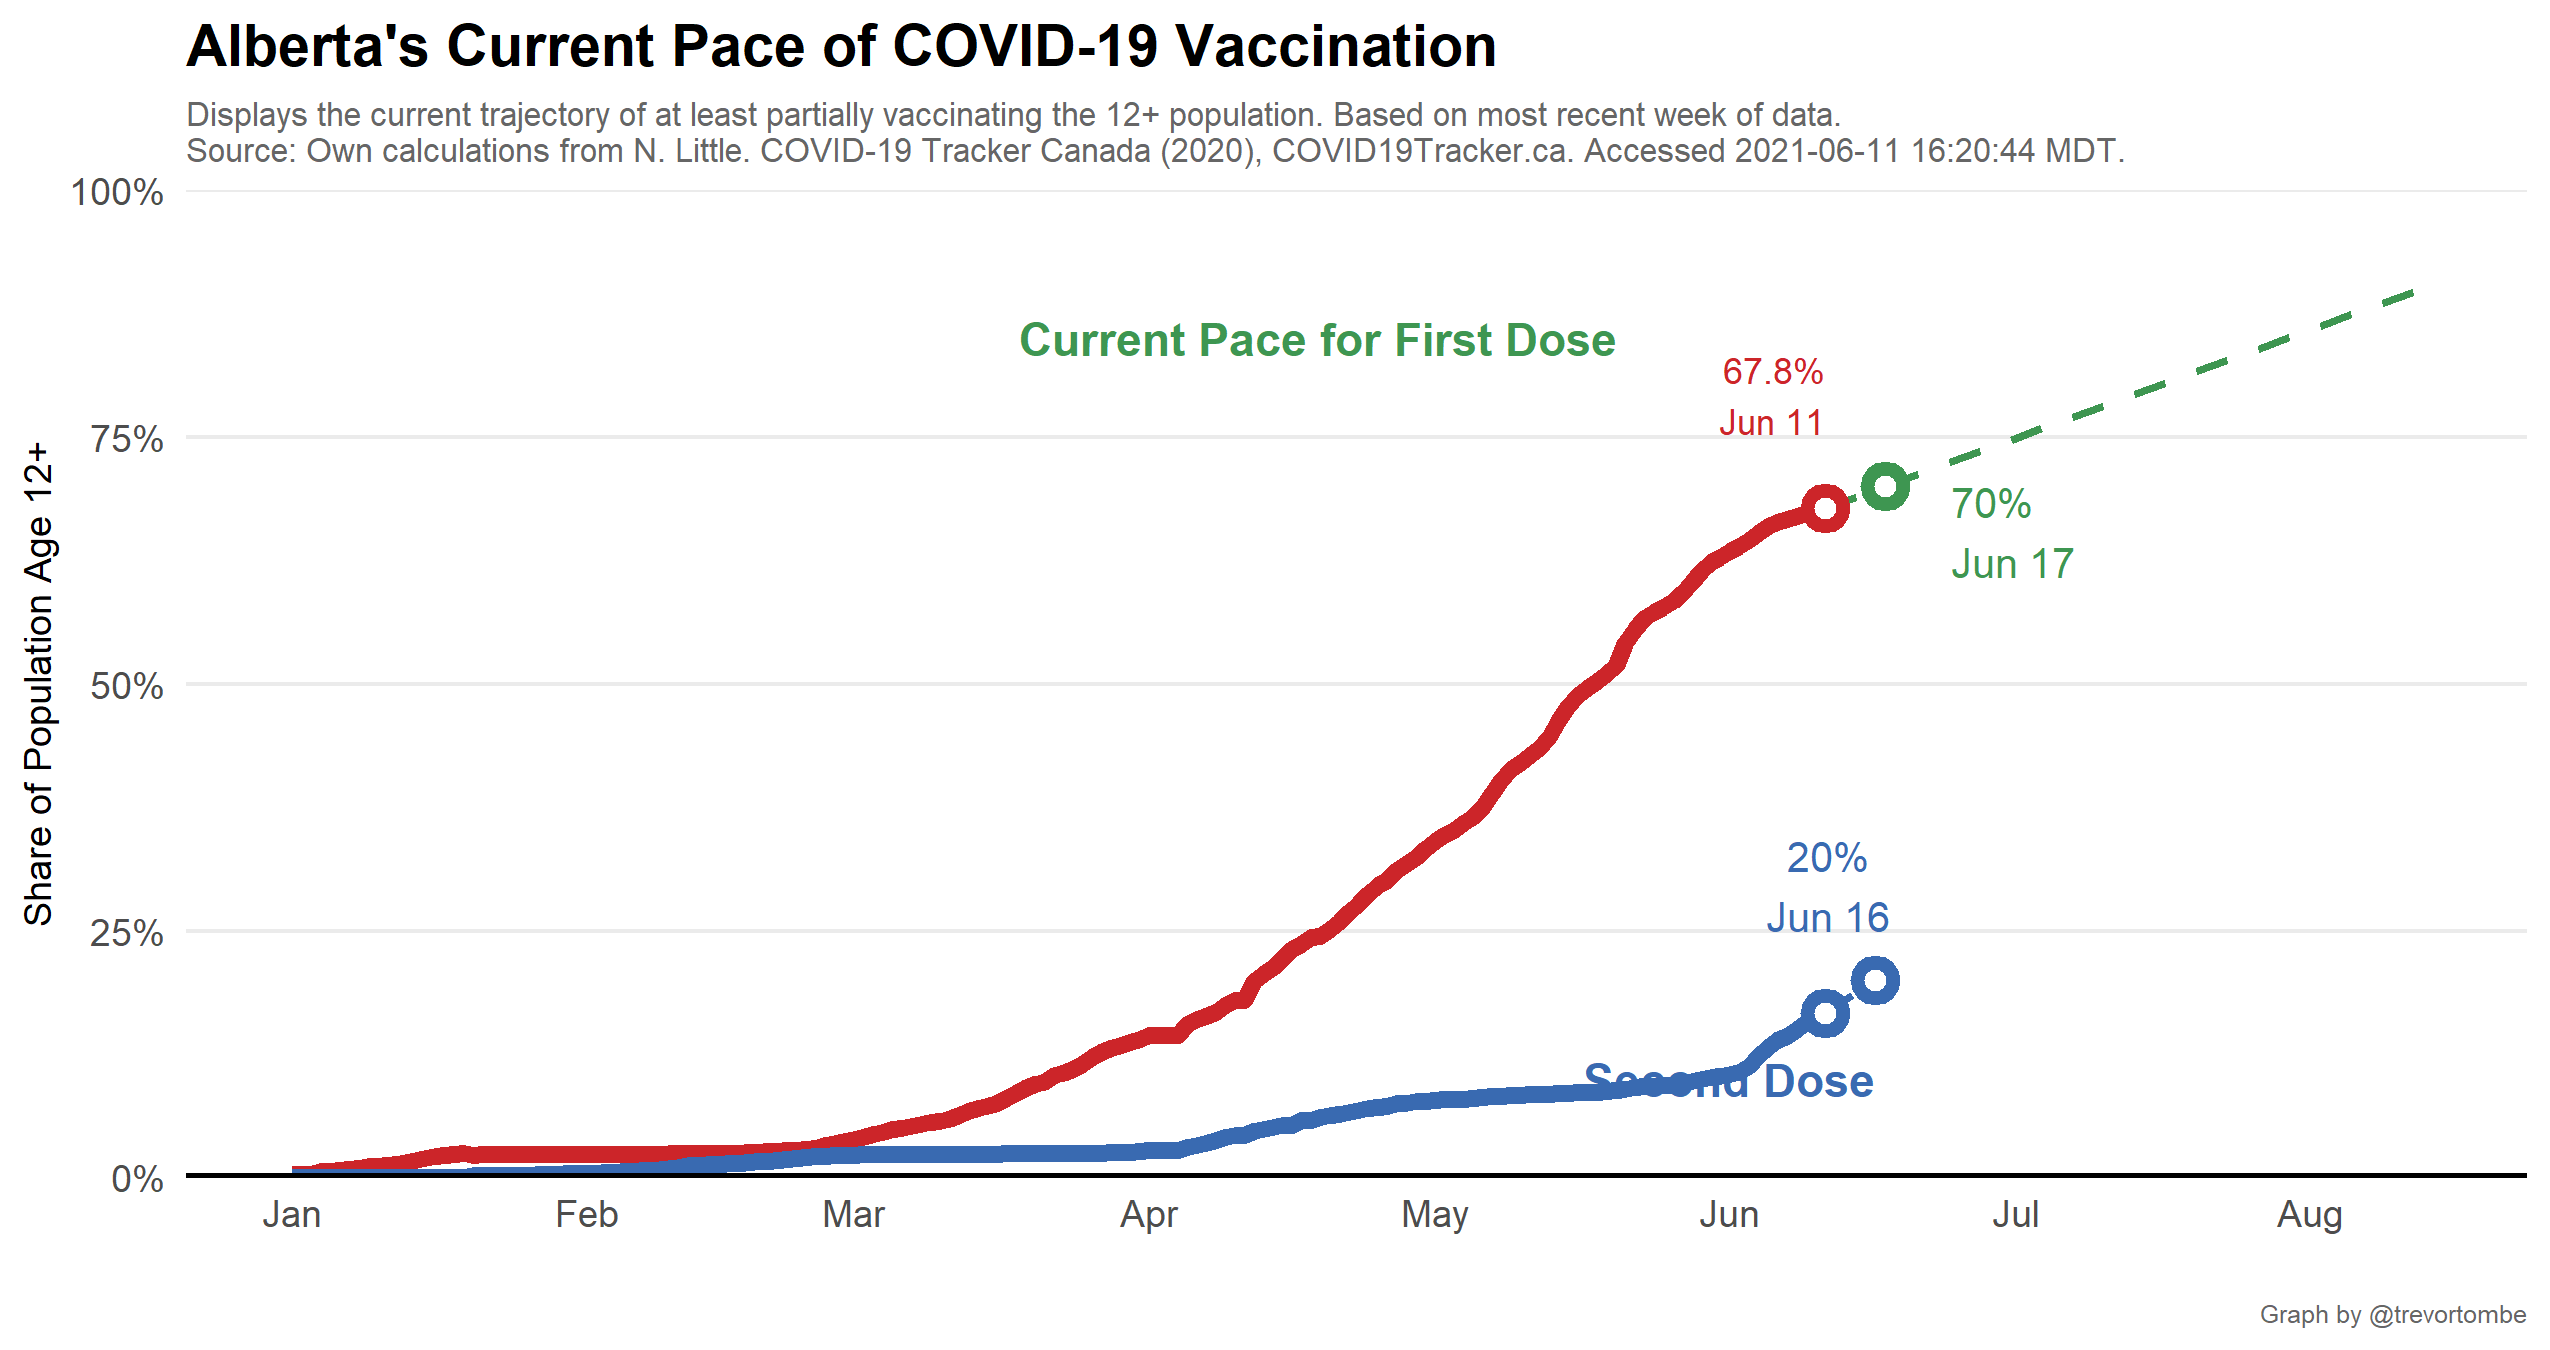 Alberta's Current Pace of COVID-19 Vaccination
Displays the current trajectory of at least partially vaccinating the 12+ population. Based on most recent week of data.
Source: Own calculations from N. Little. COVID-19 Tracker Canada (2020), COVID19Tracker.ca. Accessed 2021-06-11 16:20:44 MDT.
Share of Population Age 12+
100%
75%
50%
25%
0%
Current Pace for First Dose
67.8%
Jun 11
70%
Jun 17
20%
Jun 16
Second Dose
Jan
Feb
Mar
Apr
May
Jun
Jul
Aug
Graph by @trevortombe